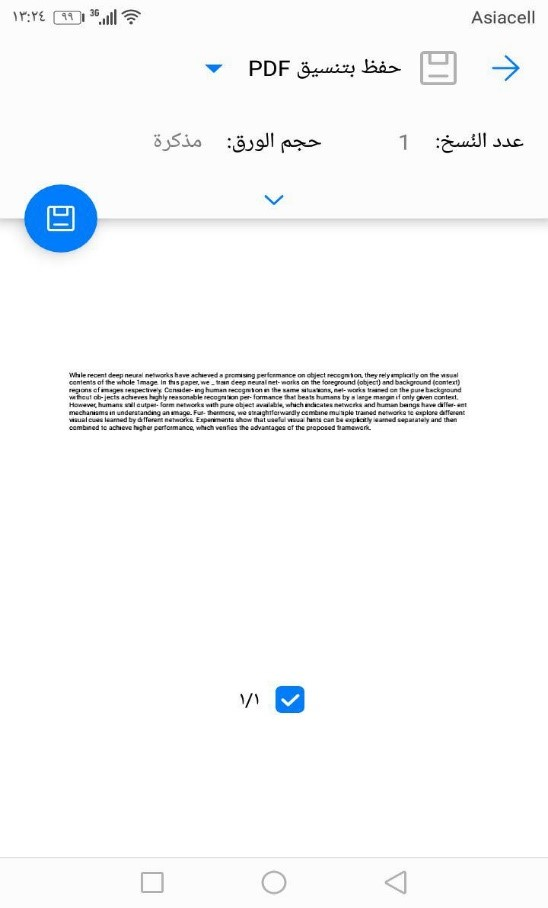 ١٣:٢٤ ٩٩ 3G Asiacell
حفظ بتنسيق PDF
عدد النُسخ: 1 حجم الورق: مذكرة
While recent deep neural networks have achieved a promising performance on object recognition, they rely implicitly on the visual
contents of the whole 1mage. In this paper, we _ train deep neural net- works on the foreground (object) and background (context)
regions of images respectively. Consider- ing human recognition in the same situations, net- works trained on the pure background
without ob- jects achieves highly reasonable recognition per- formance that beats humans by a large margin if only given context.
However, humans still outper- form networks with pure object available, which indicates networks and human beings have differ- ent
mechanisms in understanding an image. Fur- thermore, we straightforwardly combine multiple trained networks to explore different
visual cues learned by different networks. Experiments show that useful visual hints can be explicitly learned separately and then
combined to achieve higher performance, which verifies the advantages of the proposed framework.
١/١